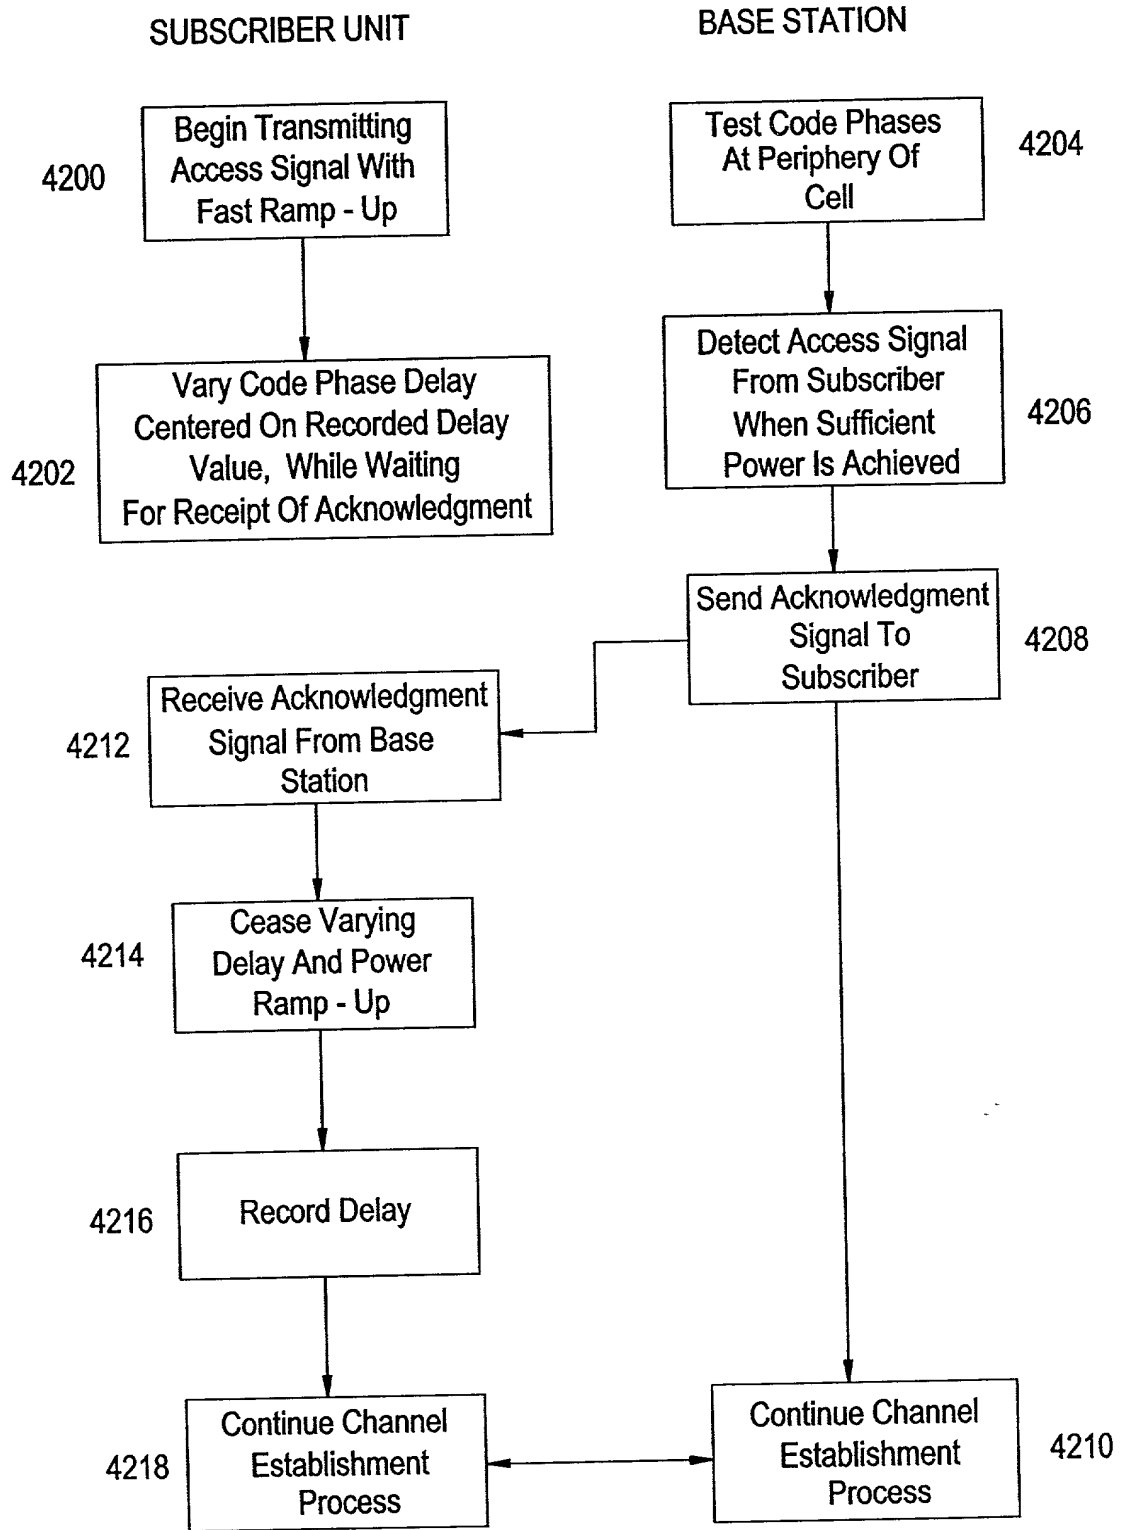 SUBSCRIBER UNIT
BASE STATION
4200
Begin Transmitting
Access Signal With
Fast Ramp - Up
Test Code Phases
At Periphery Of
Cell
4204
4202
Vary Code Phase Delay
Centered On Recorded Delay
Value, While Waiting
For Receipt Of Acknowledgment
Detect Access Signal
From Subscriber
When Sufficient
Power Is Achieved
4206
Send Acknowledgment
Signal To
Subscriber
4208
4212
Receive Acknowledgment
Signal From Base
Station
4214
Cease Varying
Delay And Power
Ramp - Up
4216
Record Delay
4218
Continue Channel
Establishment
Process
Continue Channel
Establishment
Process
4210